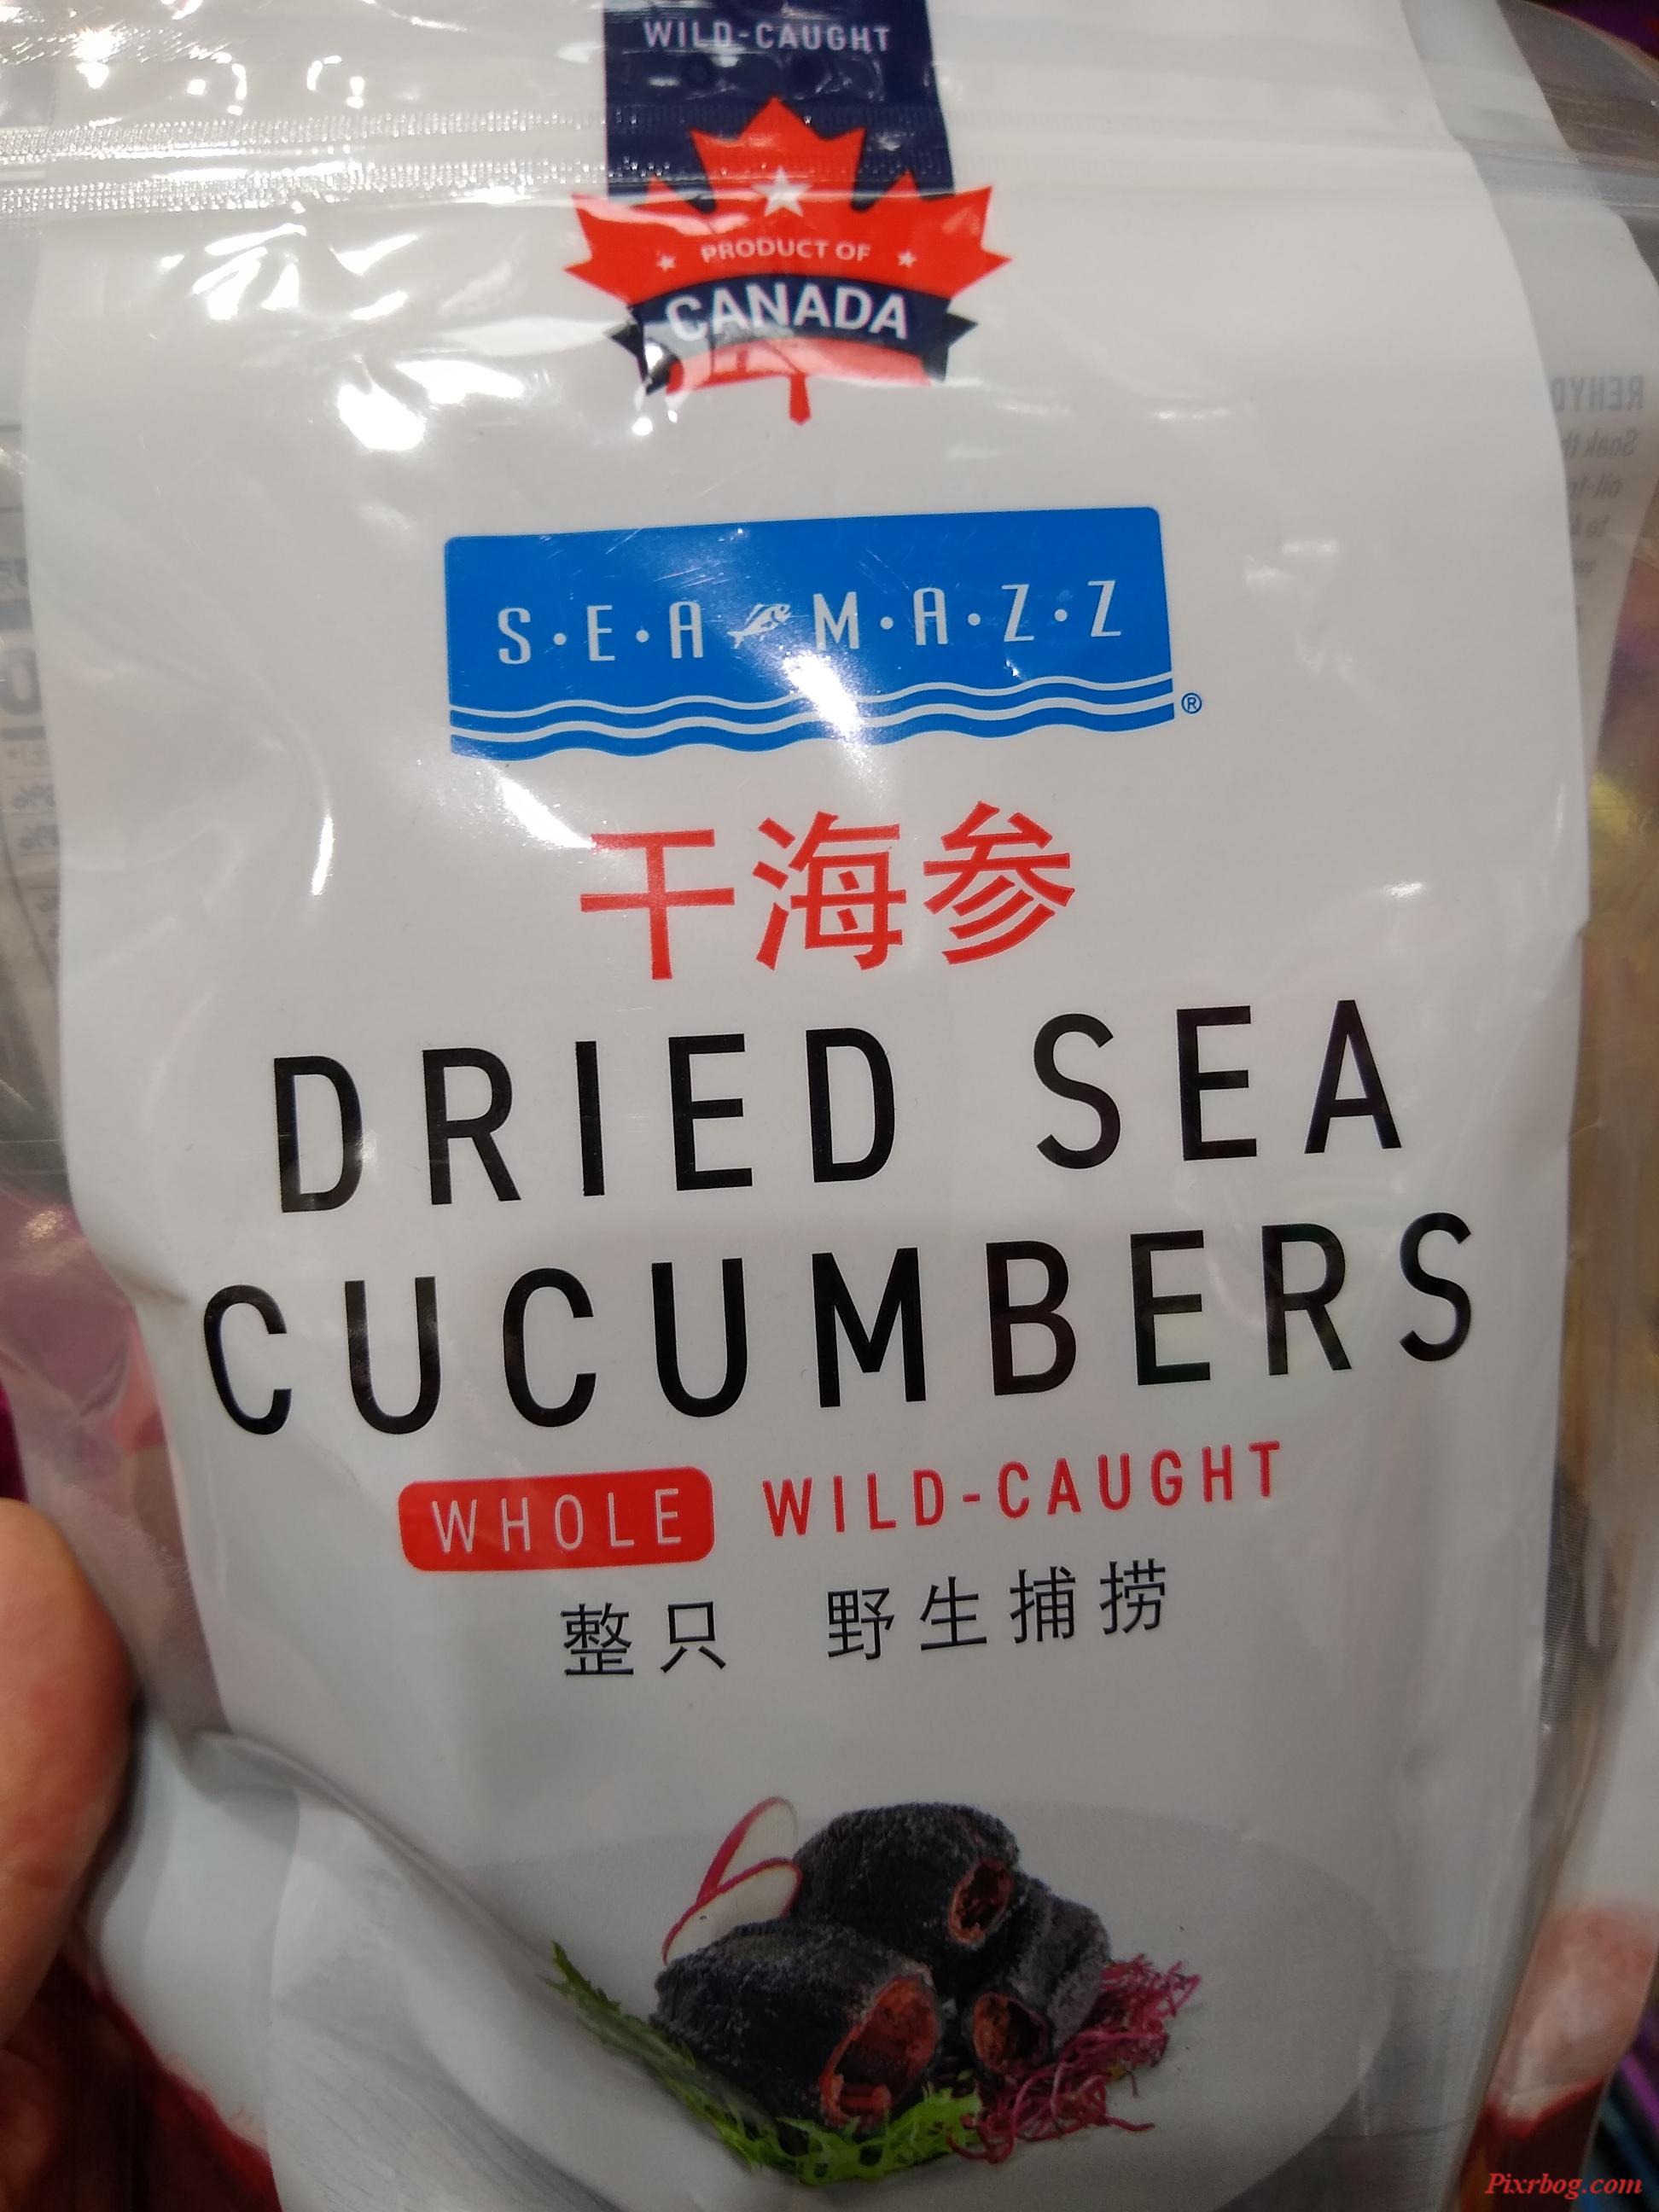 WILD-CAUGHT
PRODUCT OF
CANADA
S·E·A M·A·Z·Z
®
干海参
DRIED SEA
CUCUMBERS
WHOLE WILD-CAUGHT
整只 野生捕捞
Pixrbog.com